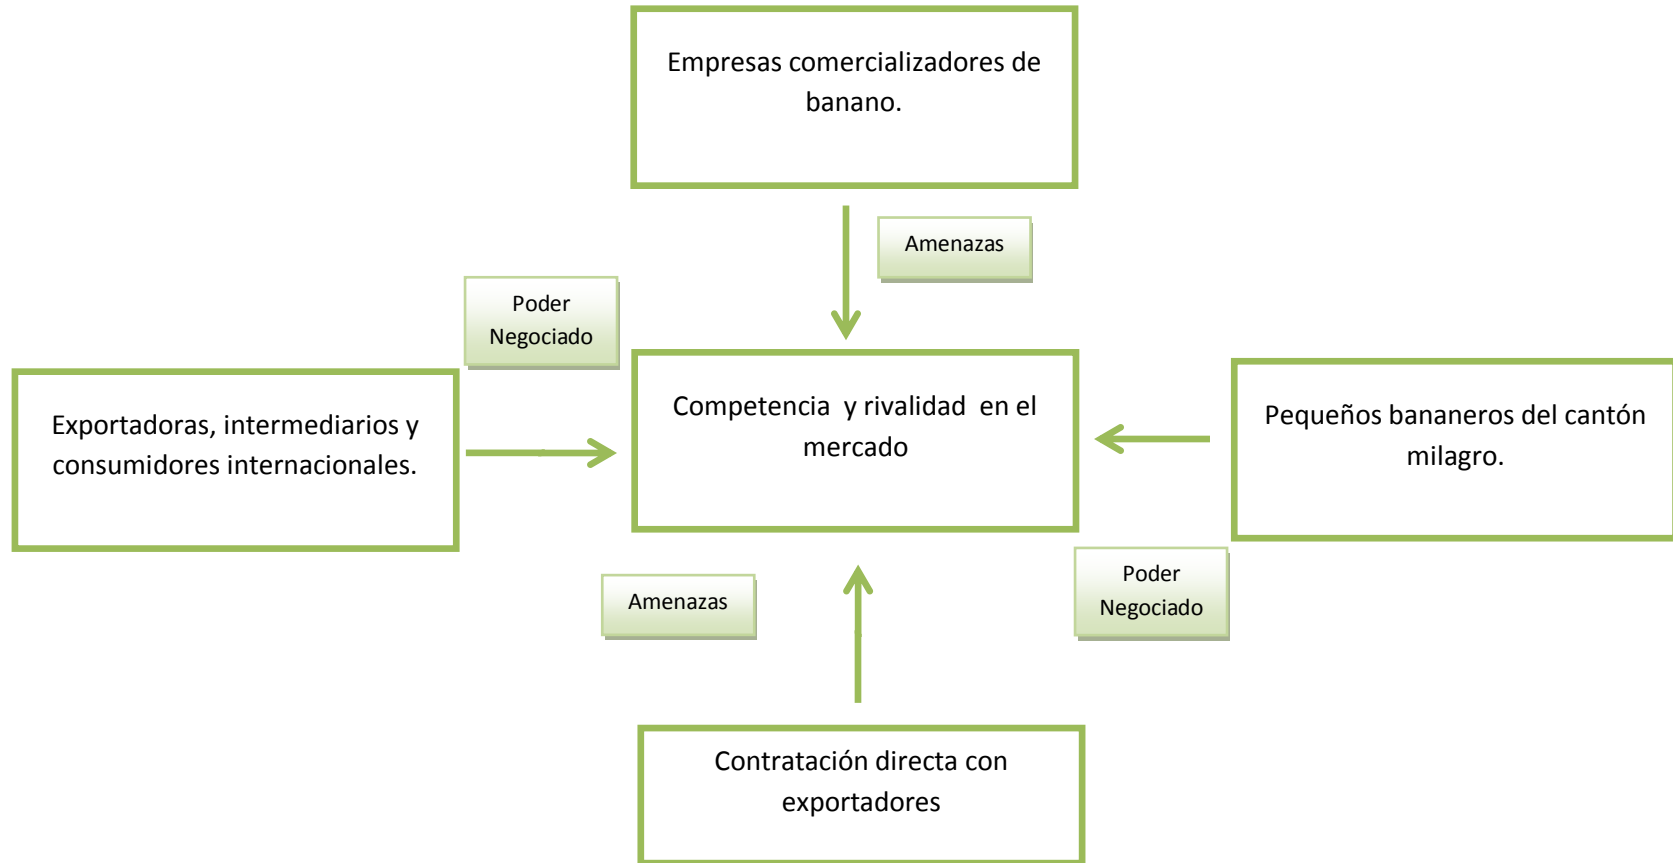 Empresas comercializadores de
banano.
Amenazas
Poder
Negociado
Exportadoras, intermediarios y
consumidores internacionales.
Competencia  y rivalidad  en el
mercado
Pequeños bananeros del cantón
milagro.
Amenazas
Poder
Negociado
Contratación directa con
exportadores